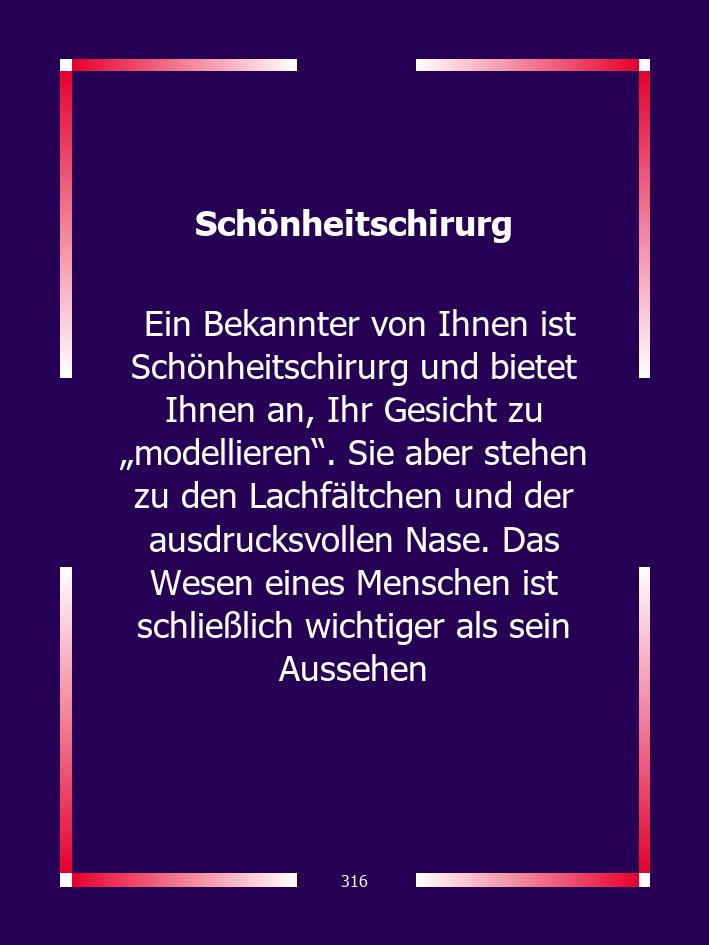 Schönheitschirurg
Ein Bekannter von Ihnen ist
Schönheitschirurg und bietet
Ihnen an, Ihr Gesicht zu
„modellieren“. Sie aber stehen
zu den Lachfältchen und der
ausdrucksvollen Nase. Das
Wesen eines Menschen ist
schließlich wichtiger als sein
Aussehen
316